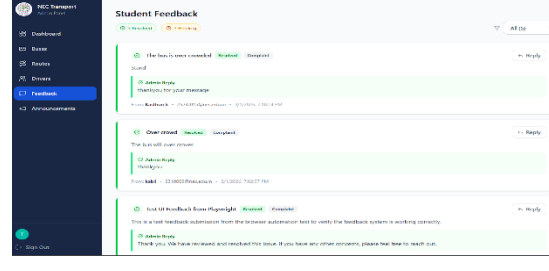 NEC Transport
Admin Panel
Dashboard
Buses
Routes
Drivers
Feedback
Announcements
Sign Out
Student Feedback
All (5)
The bus is over crowded Resolved Complaint
Reply
Admin Reply
thankyou for your message
Over crowd Resolved Complaint
Reply
The bus will over crown
Admin Reply
thankyou
Test UI Feedback from Playwright Resolved Complaint
Reply
This is a test feedback submission from the browser automation test to verify the feedback system is working correctly.
Admin Reply
Thank you. We have reviewed and resolved this issue. If you have any other concerns, please feel free to reach out.